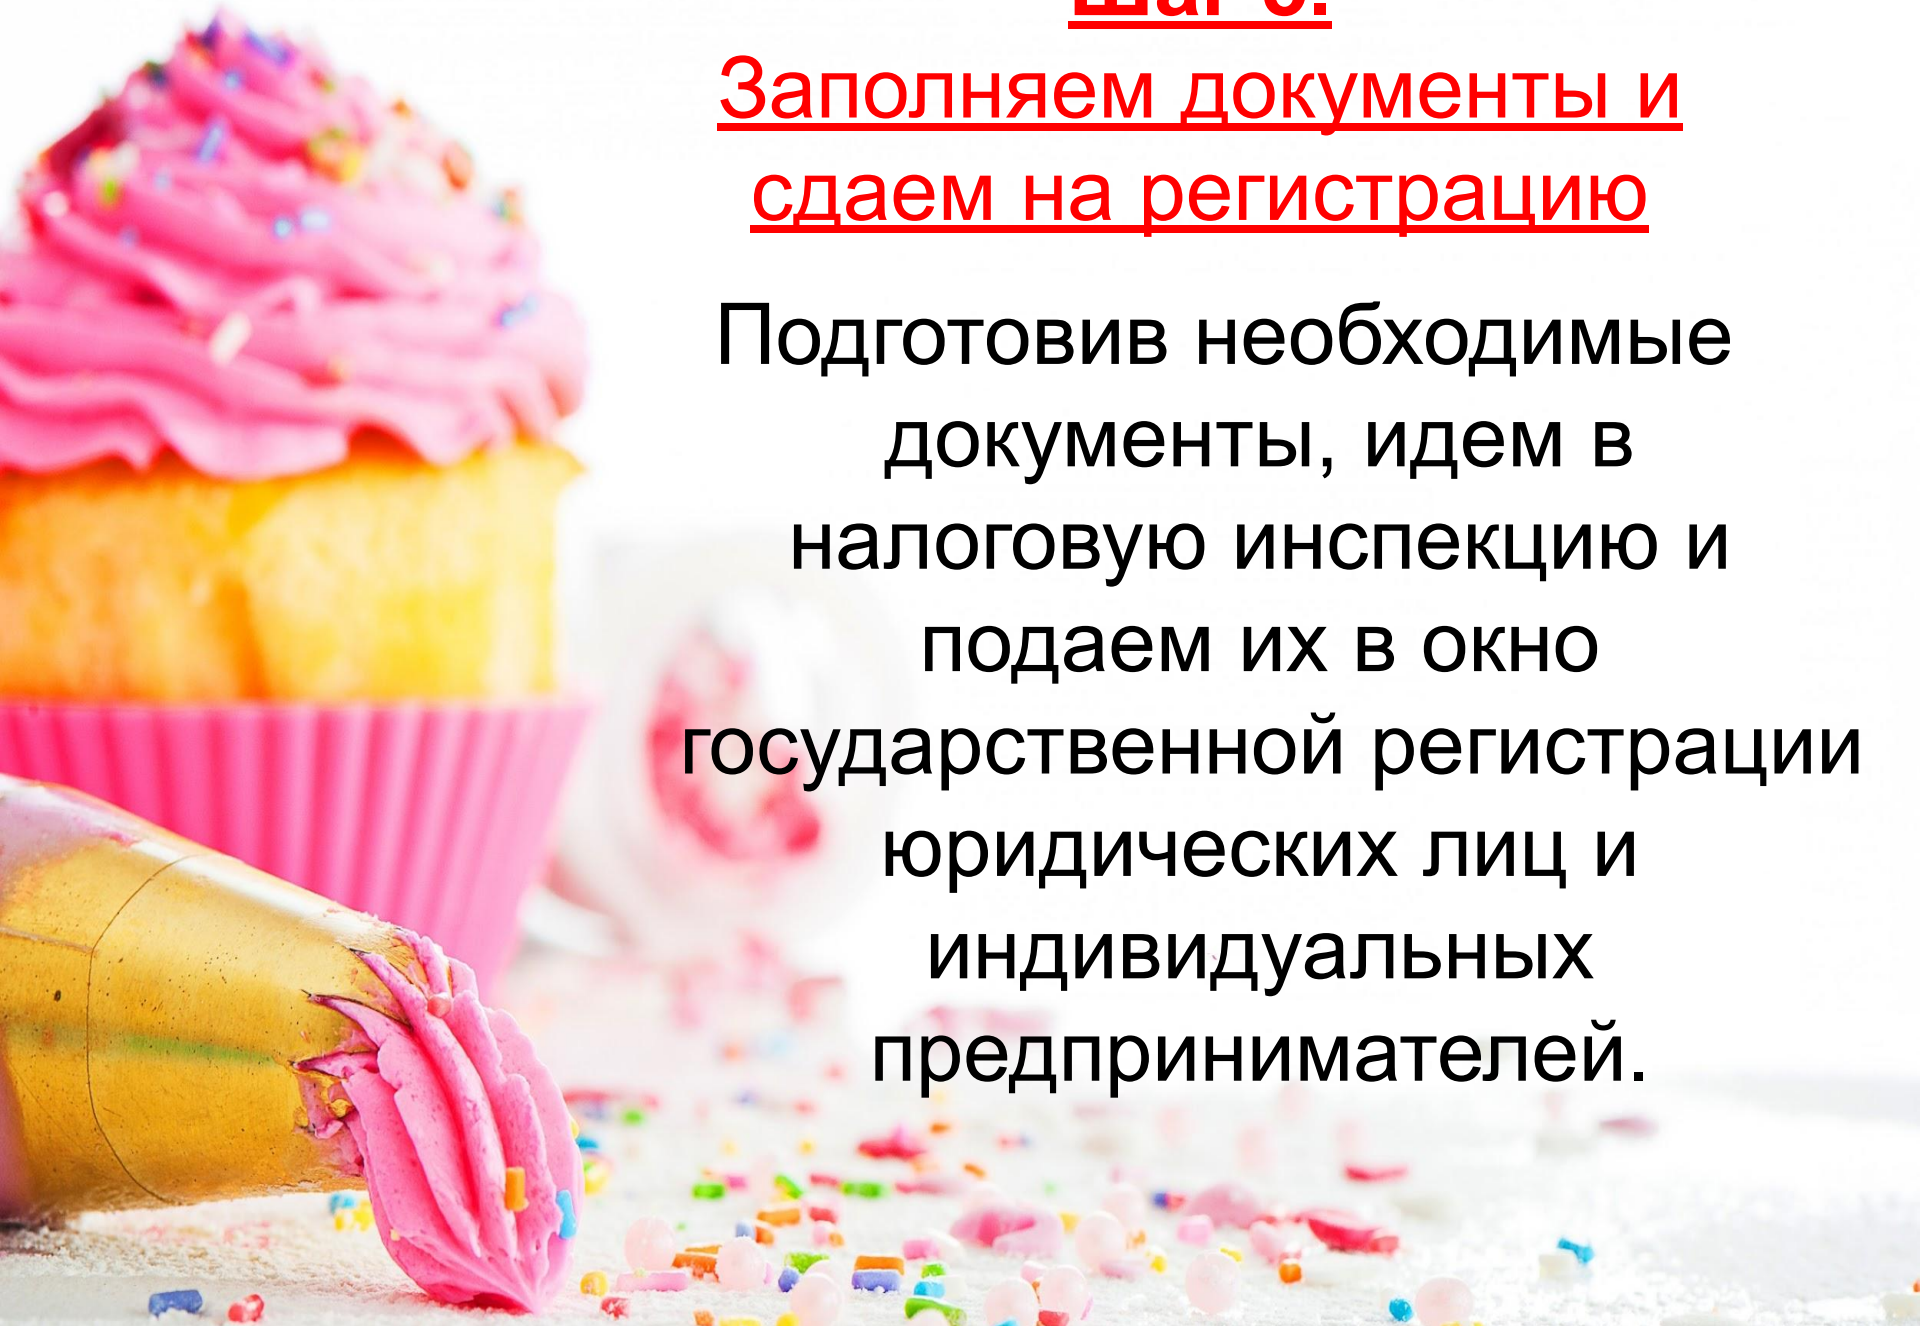 Заполняем документы и
сдаем на регистрацию
Подготовив необходимые
документы, идем в
налоговую инспекцию и
подаем их в окно
государственной регистрации
юридических лиц и
индивидуальных
предпринимателей.